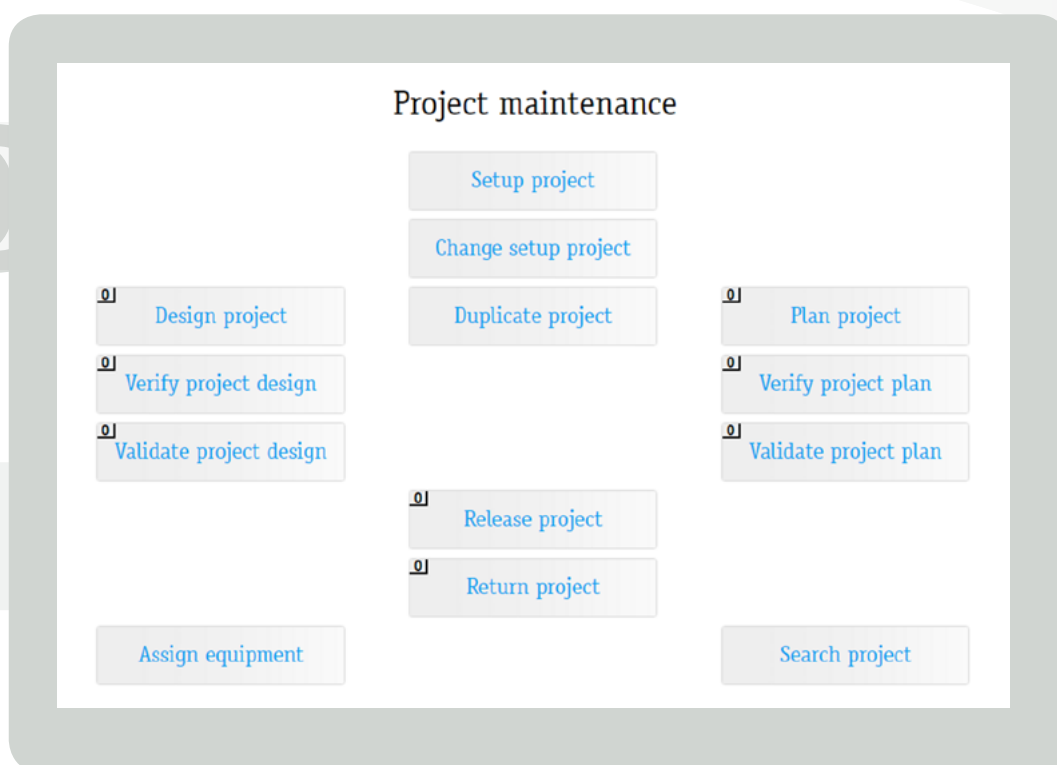 Project maintenance
Setup project
Change setup project
0
Design project
Duplicate project
0
Plan project
0
Verify project design
0
Verify project plan
0
Validate project design
0
Validate project plan
0
Release project
0
Return project
Assign equipment
Search project